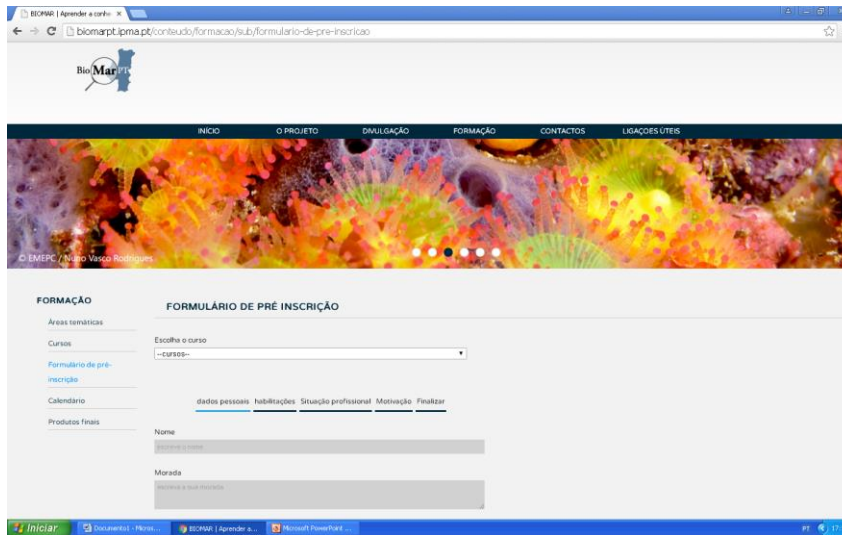 BIOMAR | Aprender a conhe
biomarpt.ipma.pt/conteudo/formacao/sub/formulario-de-pre-inscricao
BioMarPT
INÍCIO O PROJETO DIVULGAÇÃO FORMAÇÃO CONTACTOS LIGAÇOES ÚTEIS
© EMEPC / Nuno Vasco Rodrigues
FORMAÇÃO
Áreas temáticas
Cursos
Formulário de pré-
inscrição
Calendário
Produtos finais
FORMULÁRIO DE PRÉ INSCRIÇÃO
Escolha o curso
--cursos--
dados pessoais habilitações Situação profissional Motivação Finalizar
Nome
escreva o nome
Morada
escreva a sua morada
Iniciar Documento1 - Micros... BIOMAR | Aprender a... Microsoft PowerPoint ... PT 17: